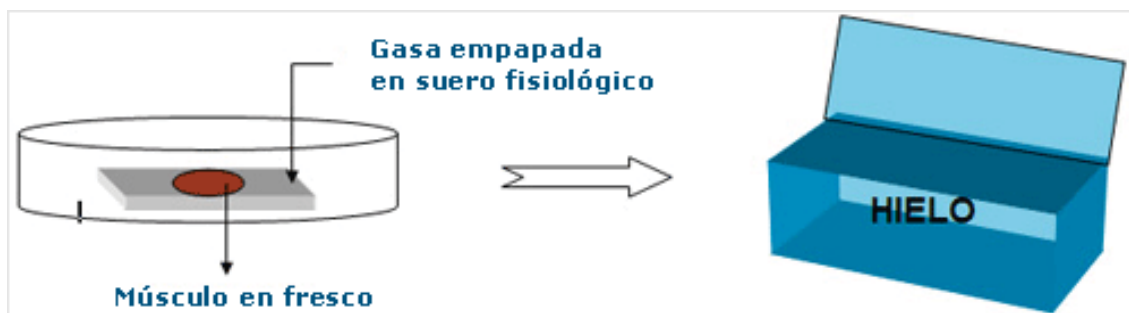 Gasa empapada
en suero fisiológico
HIELO
Músculo en fresco